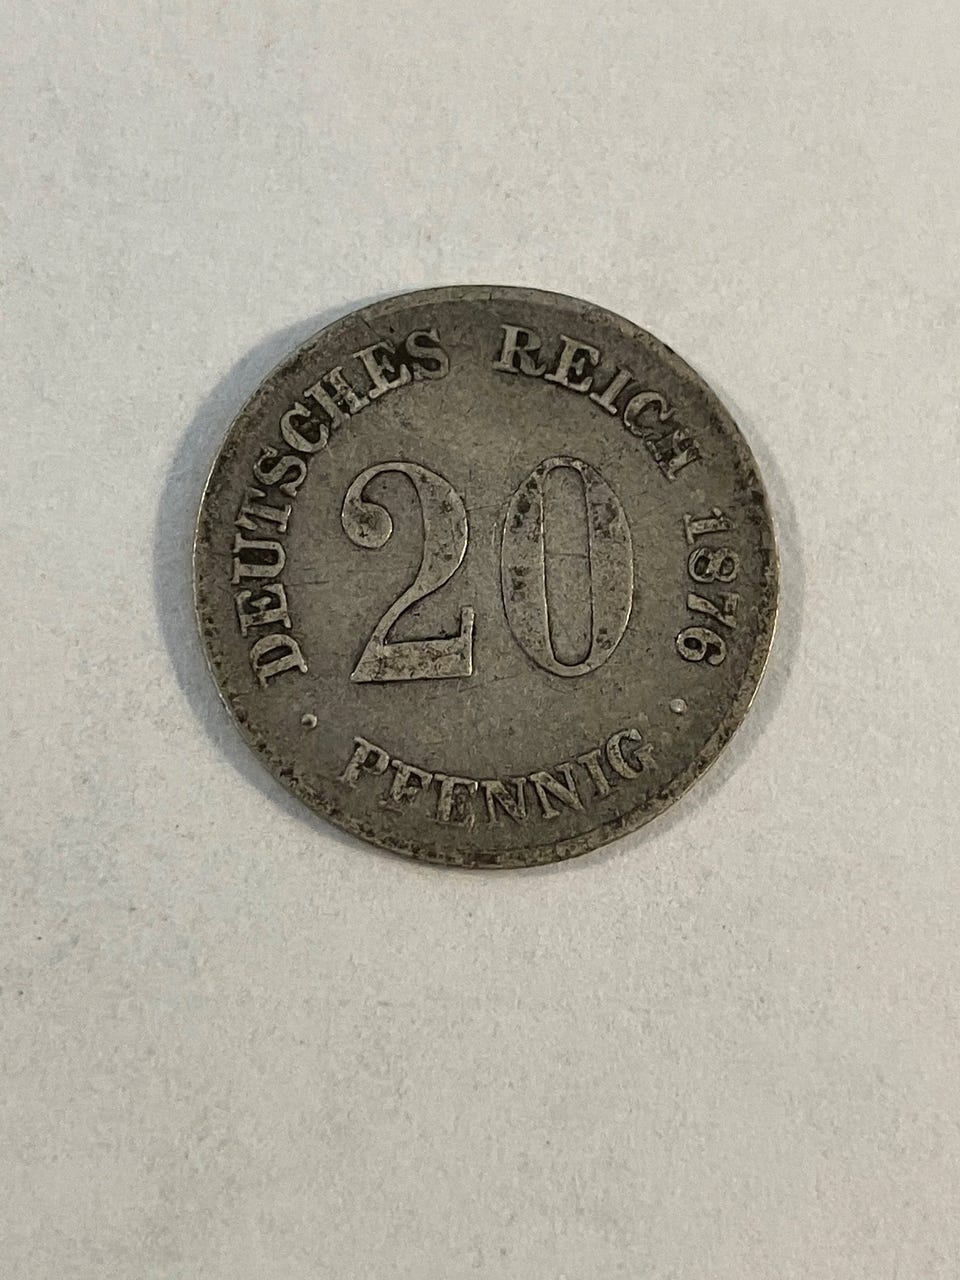 DEUTSCHES REICH 1876
20
· PFENNIG ·